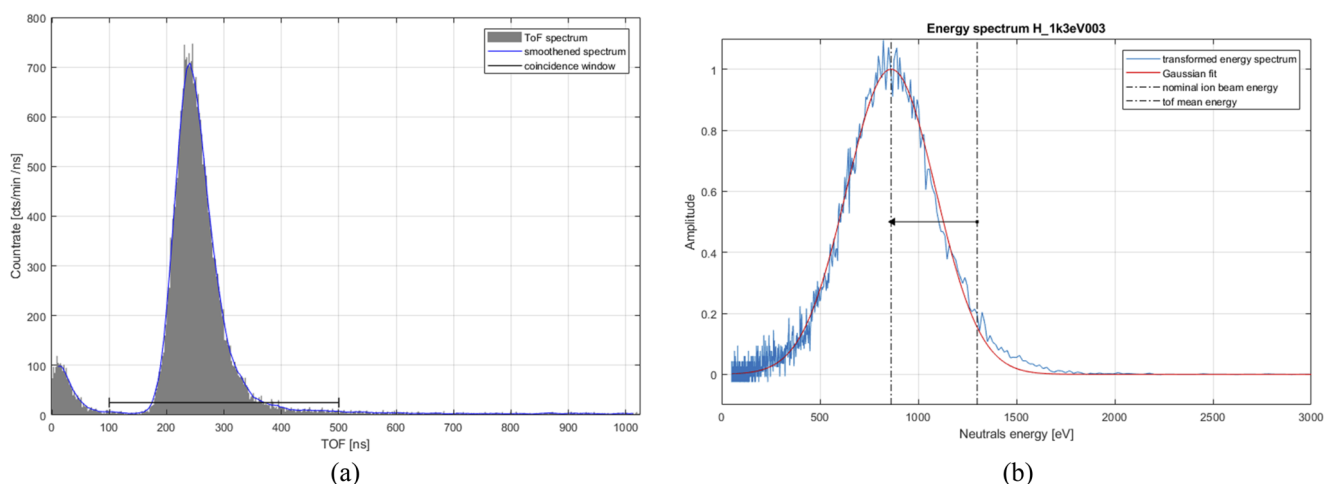 800
700
600
500
400
300
200
100
0
Countrate [cts/min /ns]
ToF spectrum
smoothened spectrum
coincidence window
0 100 200 300 400 500 600 700 800 900 1000
TOF [ns]
(a)
Energy spectrum H_1k3eV003
1
0.8
0.6
0.4
0.2
0
Amplitude
transformed energy spectrum
Gaussian fit
nominal ion beam energy
tof mean energy
0 500 1000 1500 2000 2500 3000
Neutrals energy [eV]
(b)